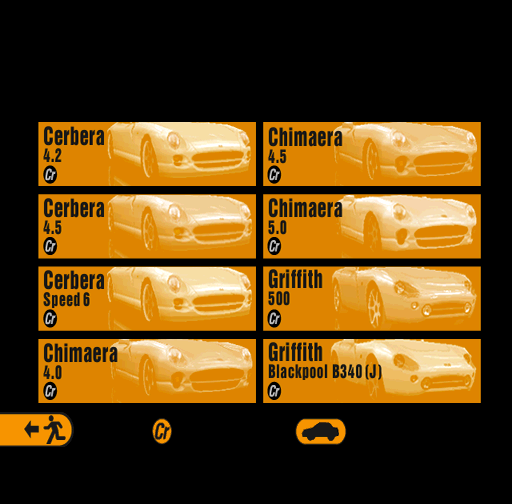 Cerbera
4.2
Cr
Chimaera
4.5
Cr
Cerbera
4.5
Cr
Chimaera
5.0
Cr
Cerbera
Speed 6
Cr
Griffith
500
Cr
Chimaera
4.0
Cr
Griffith
Blackpool B340 (J)
Cr
Cr